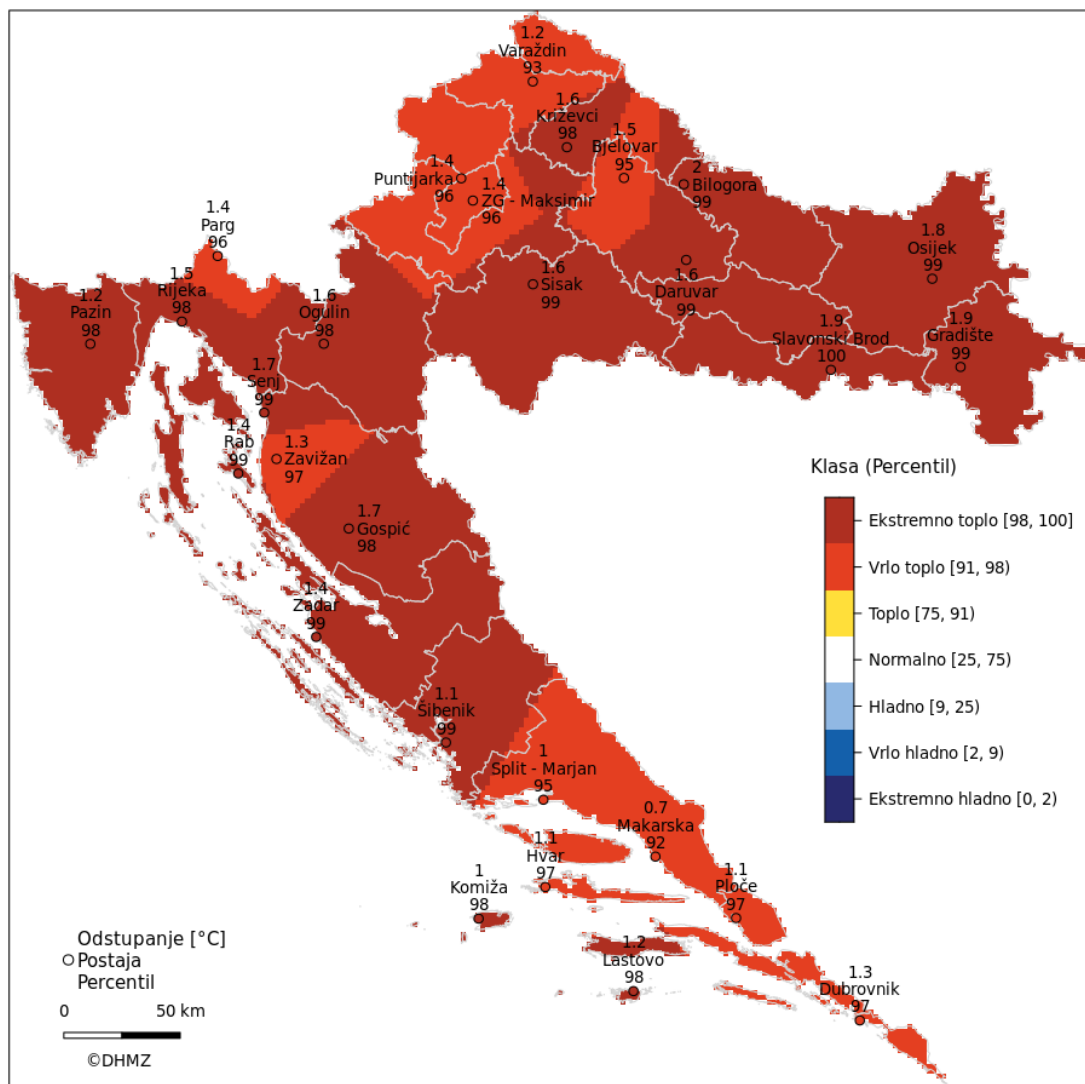 1.2
Varaždin
93
1.6
Križevci
98
1.5
Bjelovar
95
1.4
Puntijarka
96
1.4
ZG - Maksimir
96
2
Bilogora
99
1.4
Parg
96
1.8
Osijek
99
1.2
Pazin
98
1.5
Rijeka
98
1.6
Ogulin
98
1.6
Sisak
99
1.6
Daruvar
99
1.9
Slavonski Brod
100
1.9
Gradište
99
1.7
Senj
99
1.4
Rab
99
1.3
Zavižan
97
1.7
Gospić
98
1.4
Zadar
99
1.1
Šibenik
99
1
Split - Marjan
95
0.7
Makarska
92
1.1
Hvar
97
1
Komiža
98
1.1
Ploče
97
1.2
Lastovo
98
1.3
Dubrovnik
97
Klasa (Percentil)
Ekstremno toplo [98, 100]
Vrlo toplo [91, 98)
Toplo [75, 91)
Normalno [25, 75)
Hladno [9, 25)
Vrlo hladno [2, 9)
Ekstremno hladno [0, 2)
Odstupanje [°C]
Postaja
Percentil
0 50 km
©DHMZ